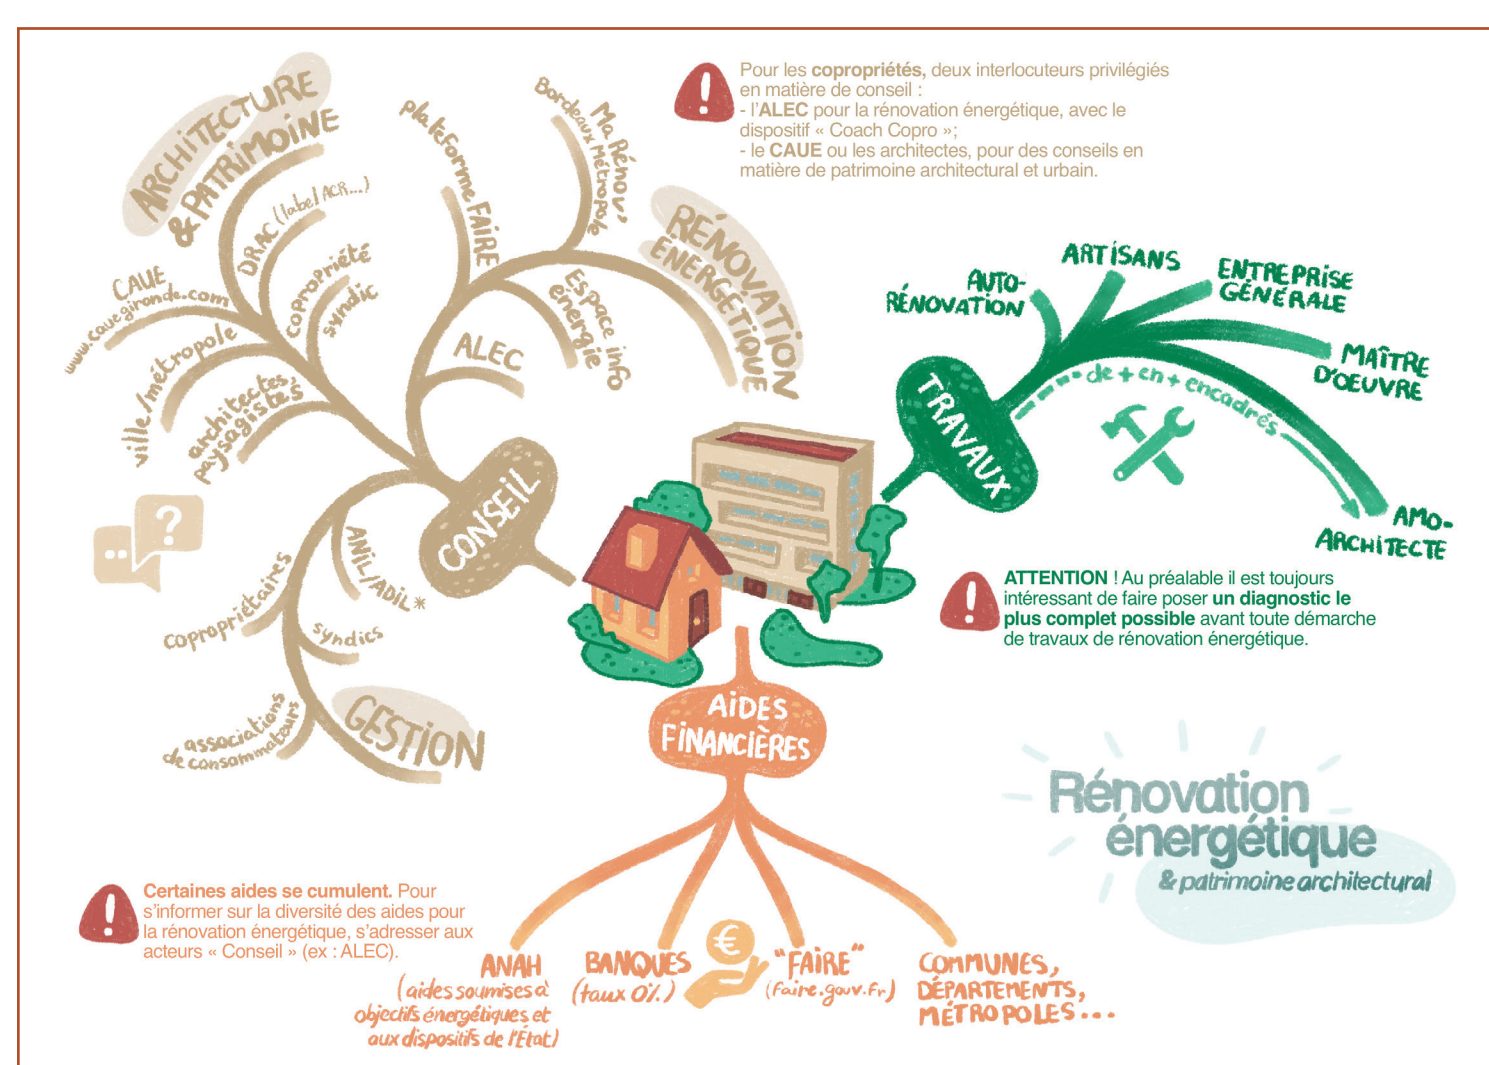 ARCHITECTURE
& PATRIMOINE
DRAC (label ACR...)
copropriété
syndic
CAUE
www.cauegironde.com
ville/métropole
architectes,
paysagistes
plateforme FAIRE
Ma Rénov',
Bordeaux Métropole
RÉNOVATION
ÉNERGÉTIQUE
Espace info
énergie
ALEC
CONSEIL
ANIL/ADIL*
copropriétaires
syndics
associations
de consommateurs
GESTION
? 
Pour les copropriétés, deux interlocuteurs privilégiés
en matière de conseil :
- l'ALEC pour la rénovation énergétique, avec le
dispositif « Coach Copro »;
- le CAUE ou les architectes, pour des conseils en
matière de patrimoine architectural et urbain.
TRAVAUX
AUTO-
RÉNOVATION
ARTISANS
ENTREPRISE
GÉNÉRALE
MAÎTRE
D'OEUVRE
de + en + encadrés
AMO-
ARCHITECTE
ATTENTION ! Au préalable il est toujours
intéressant de faire poser un diagnostic le
plus complet possible avant toute démarche
de travaux de rénovation énergétique.
AIDES
FINANCIÈRES
Certaines aides se cumulent. Pour
s'informer sur la diversité des aides pour
la rénovation énergétique, s'adresser aux
acteurs « Conseil » (ex : ALEC).
ANAH
(aides soumises à
objectifs énergétiques et
aux dispositifs de l'État)
BANQUES
(taux 0%)
€
"FAIRE"
(faire.gouv.fr)
COMMUNES,
DÉPARTEMENTS,
MÉTROPOLES...
Rénovation
énergétique
& patrimoine architectural